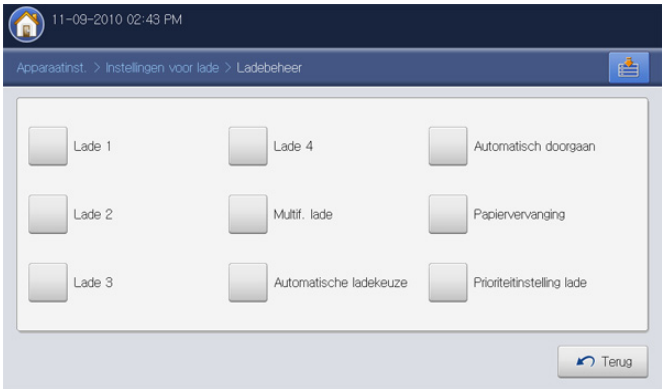 11-09-2010 02:43 PM
Apparaatinst. > Instellingen voor lade > Ladebeheer
Lade 1
Lade 4
Automatisch doorgaan
Lade 2
Multif. lade
Papiervervanging
Lade 3
Automatische ladekeuze
Prioriteitinstelling lade
Terug